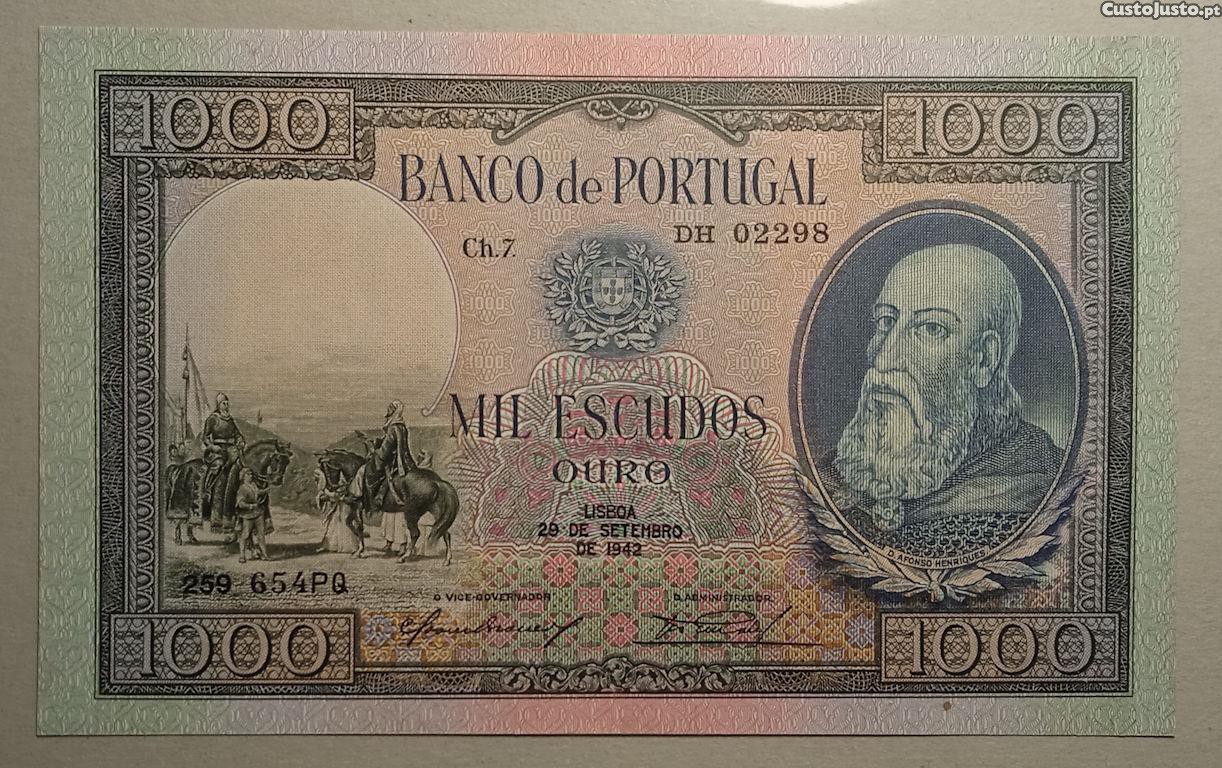 CustoJusto.pt
1000 1000
BANCO de PORTUGAL
Ch.7. DH 02298
1000
MIL ESCUDOS
OURO
LISBOA
29 DE SETEMBRO
DE 1942
D. AFONSO HENRIQUES
259 654PQ
O VICE-GOVERNADOR O ADMINISTRADOR
1000 1000